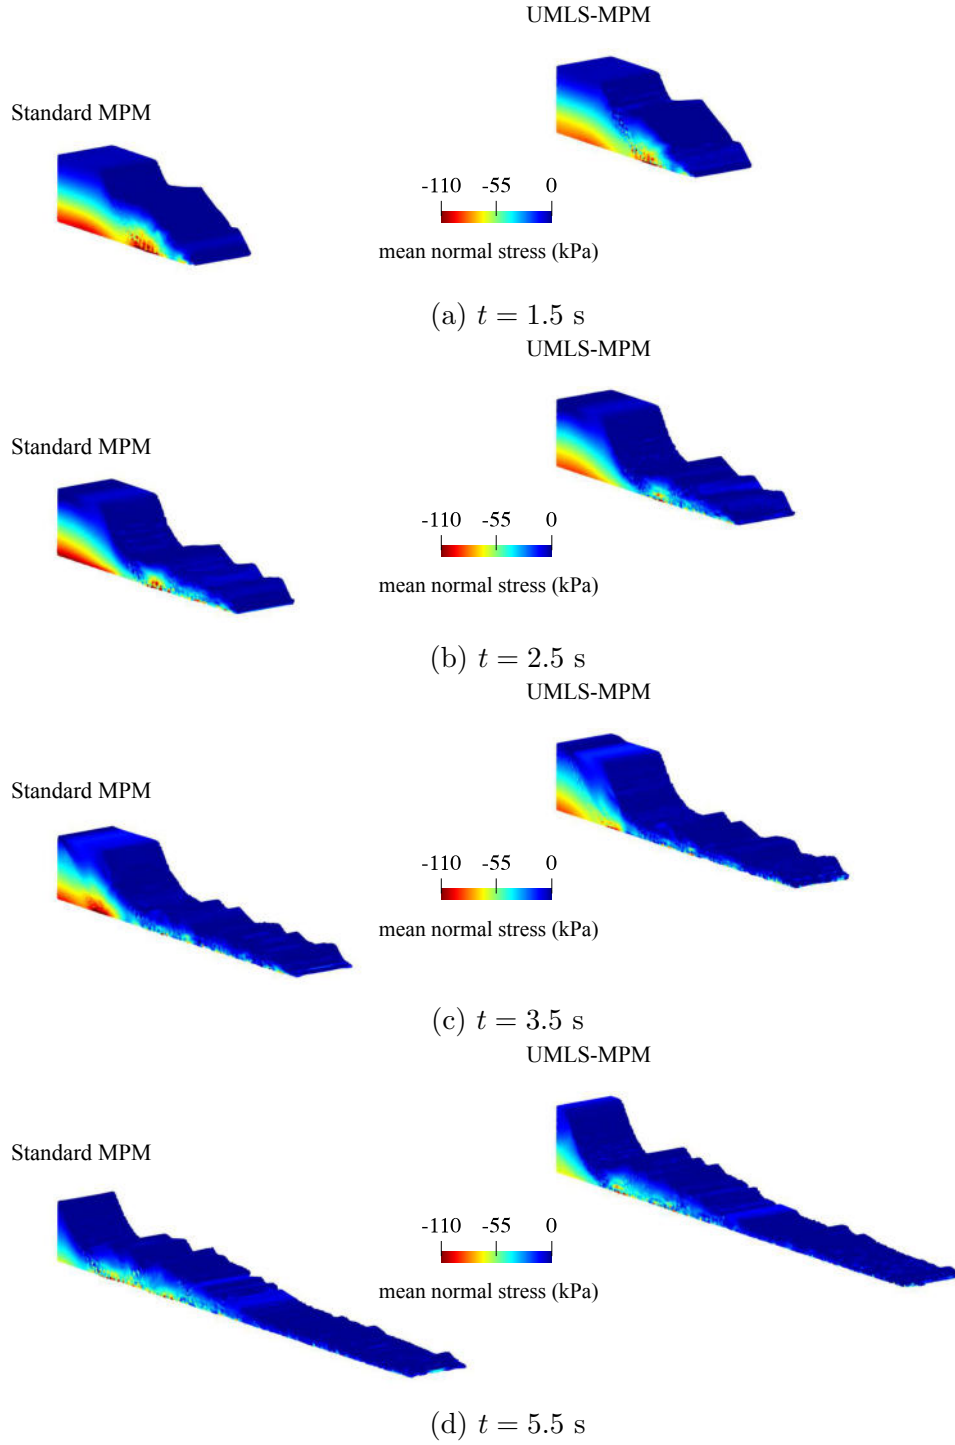 UMLS-MPM
Standard MPM
-110 -55 0
mean normal stress (kPa)
(a) t = 1.5 s
UMLS-MPM
Standard MPM
-110 -55 0
mean normal stress (kPa)
(b) t = 2.5 s
UMLS-MPM
Standard MPM
-110 -55 0
mean normal stress (kPa)
(c) t = 3.5 s
UMLS-MPM
Standard MPM
-110 -55 0
mean normal stress (kPa)
(d) t = 5.5 s